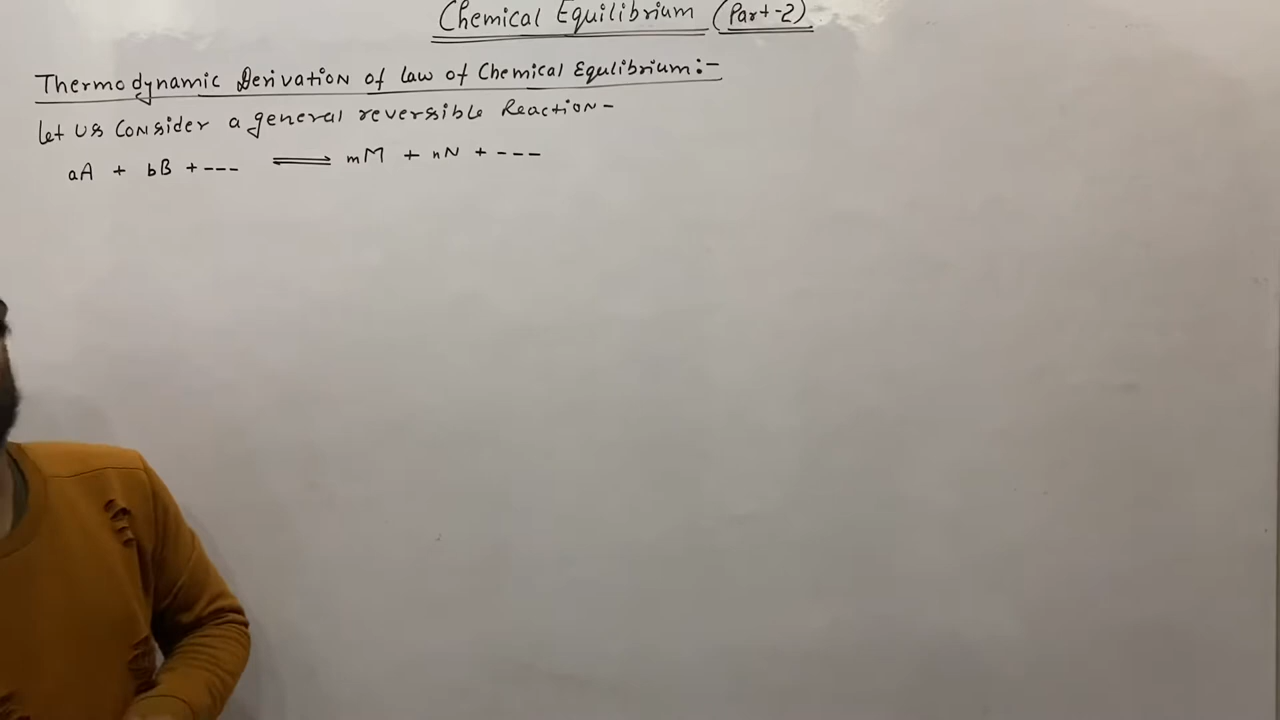 Chemical Equilibrium (Part-2)
Thermodynamic Derivation of Law of Chemical Equlibrium:-
Let us Consider a general reversible Reaction-
aA + bB + --- ⇌ mM + nN + ---